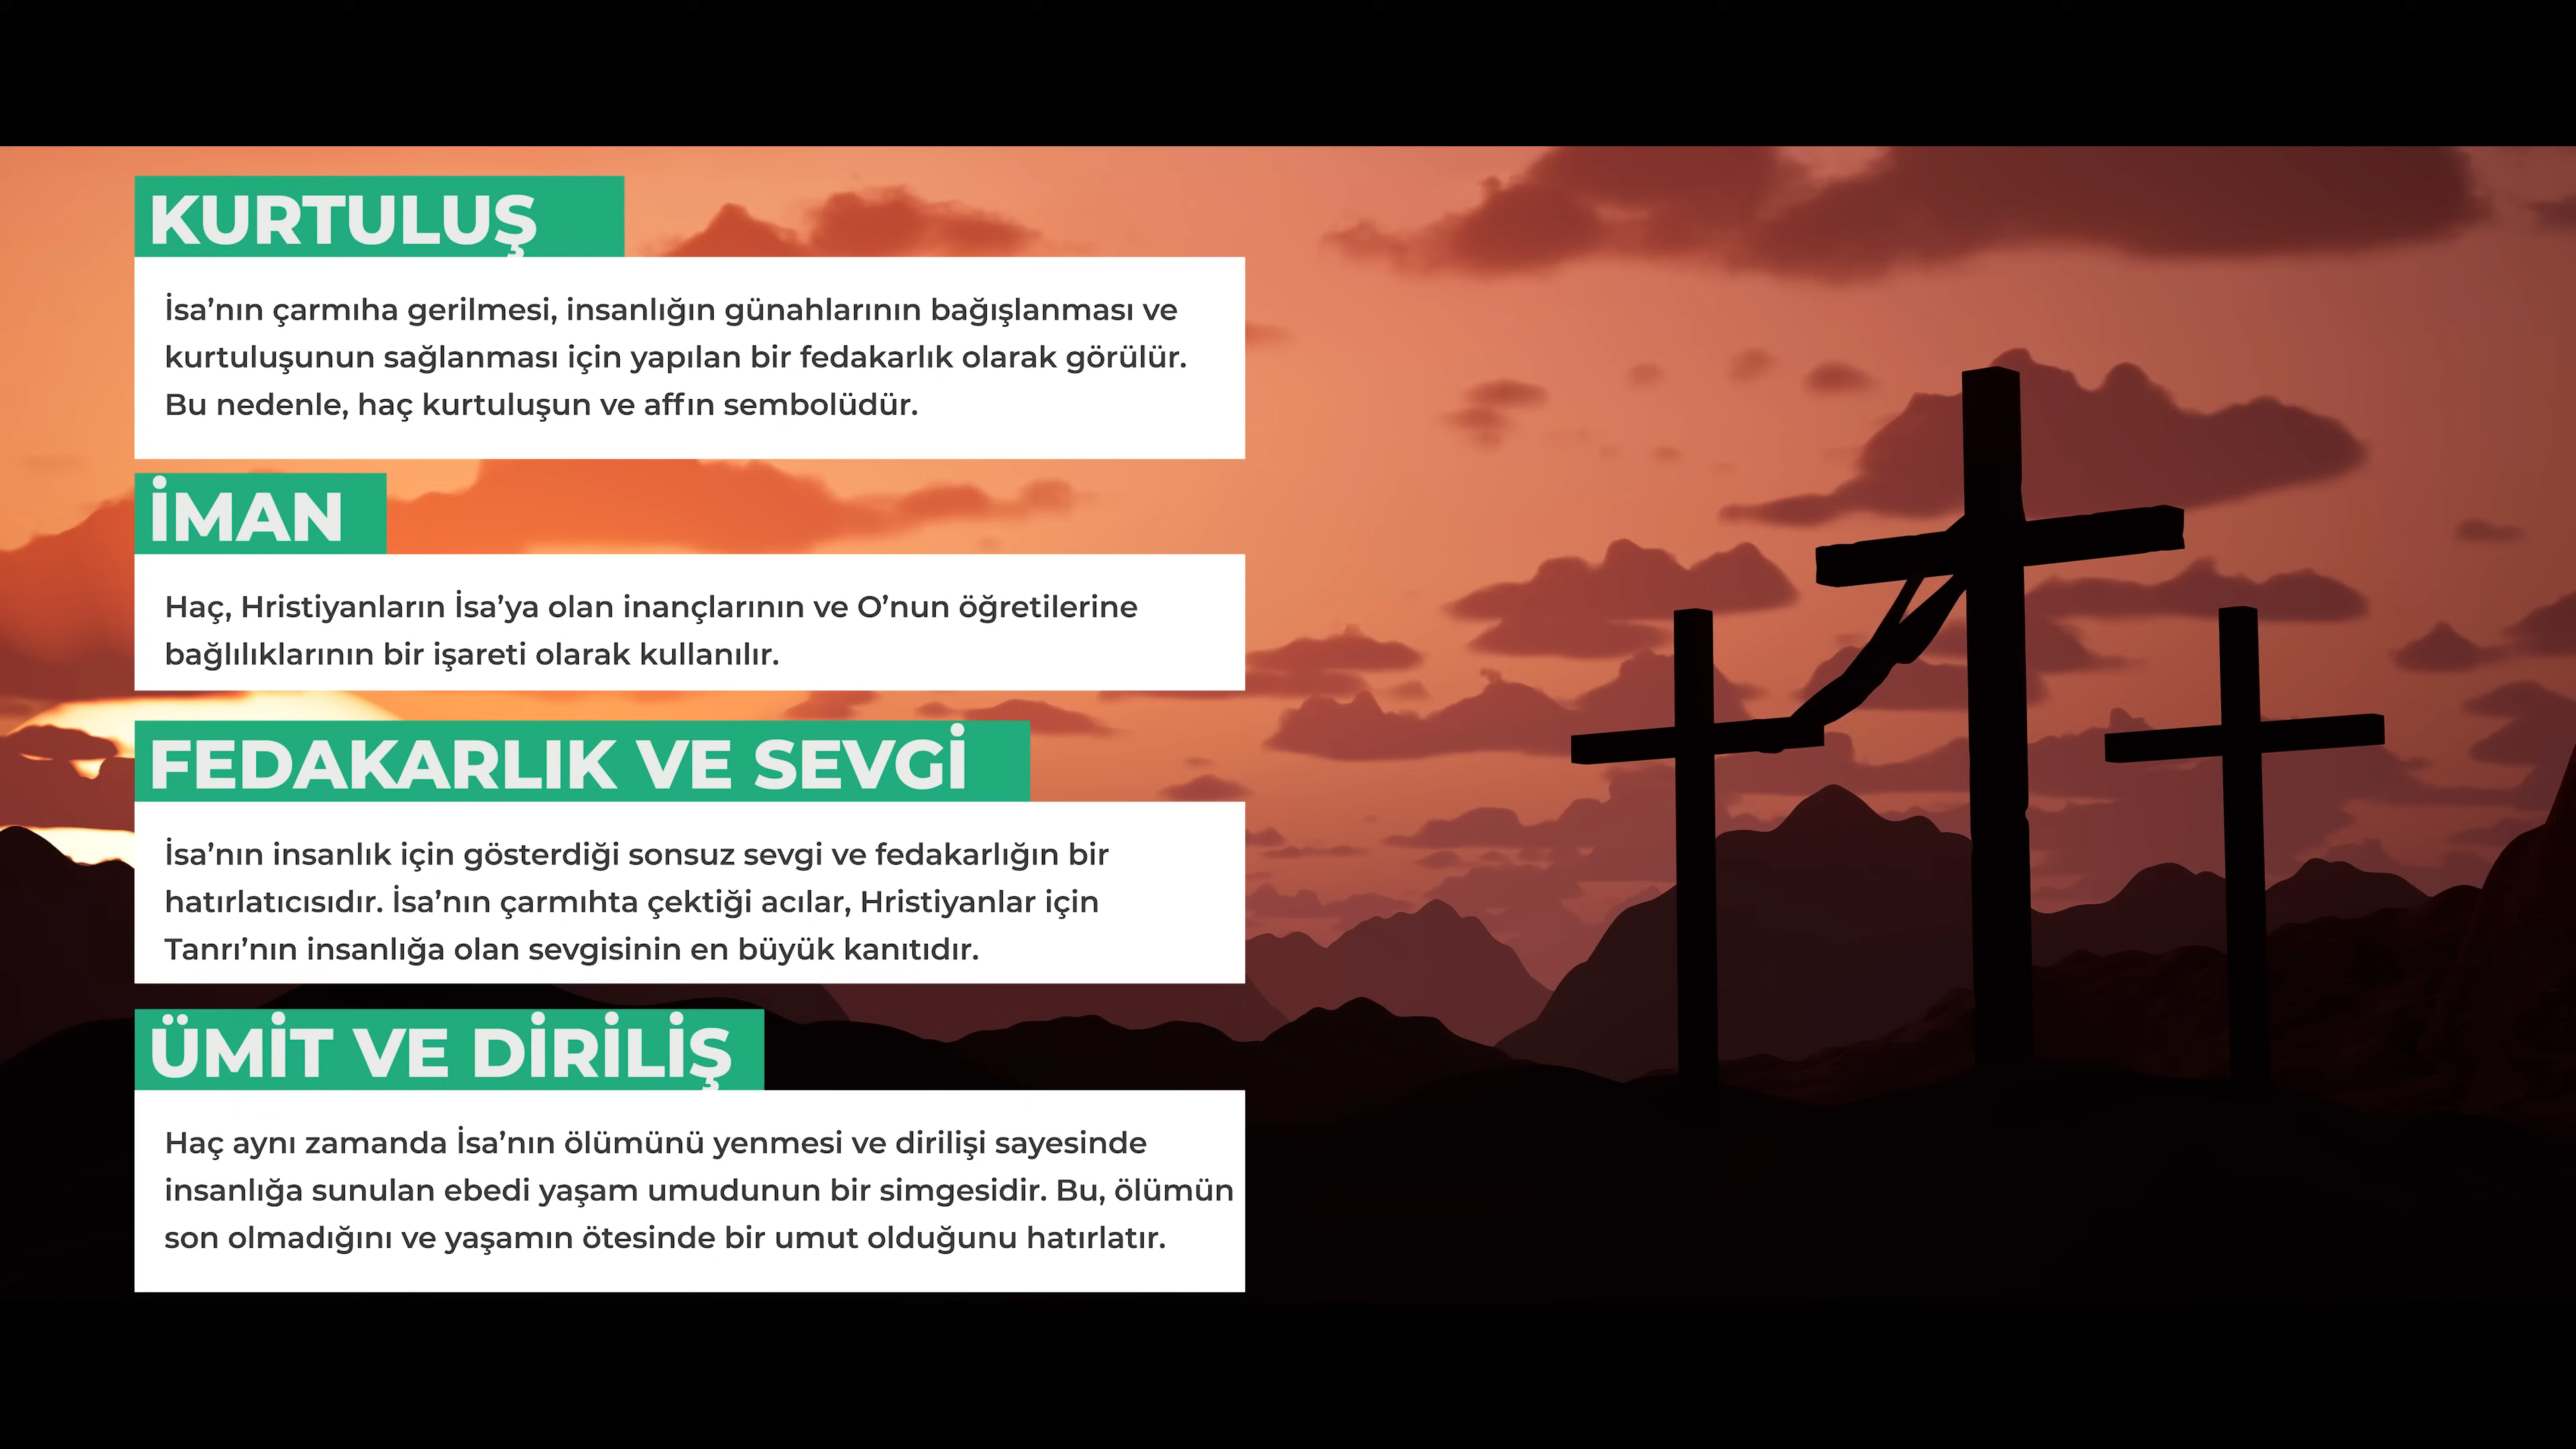 KURTULUŞ
İsa’nın çarmıha gerilmesi, insanlığın günahlarının bağışlanması ve
kurtuluşunun sağlanması için yapılan bir fedakarlık olarak görülür.
Bu nedenle, haç kurtuluşun ve affın sembolüdür.
İMAN
Haç, Hristiyanların İsa’ya olan inançlarının ve O’nun öğretilerine
bağlılıklarının bir işareti olarak kullanılır.
FEDAKARLIK VE SEVGİ
İsa’nın insanlık için gösterdiği sonsuz sevgi ve fedakarlığın bir
hatırlatıcısıdır. İsa’nın çarmıhta çektiği acılar, Hristiyanlar için
Tanrı’nın insanlığa olan sevgisinin en büyük kanıtıdır.
ÜMİT VE DİRİLİŞ
Haç aynı zamanda İsa’nın ölümünü yenmesi ve dirilişi sayesinde
insanlığa sunulan ebedi yaşam umudunun bir simgesidir. Bu, ölümün
son olmadığını ve yaşamın ötesinde bir umut olduğunu hatırlatır.